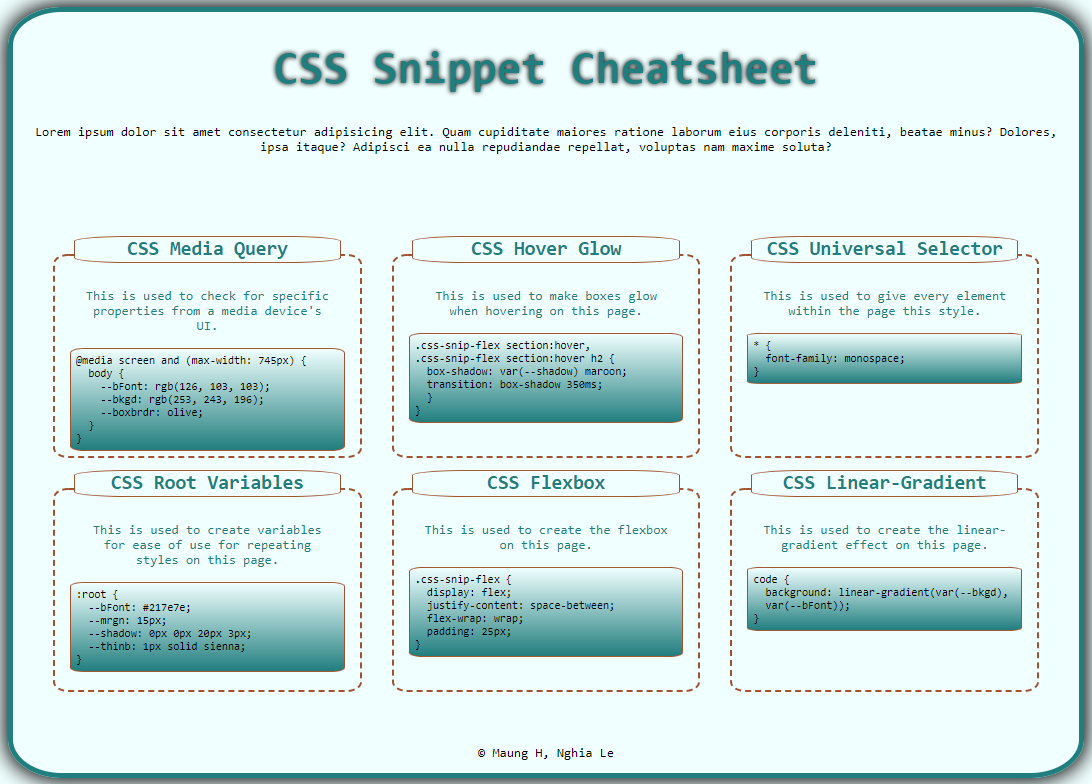 CSS Snippet Cheatsheet
Lorem ipsum dolor sit amet consectetur adipisicing elit. Quam cupiditate maiores ratione laborum eius corporis deleniti, beatae minus? Dolores,
ipsa itaque? Adipisci ea nulla repudiandae repellat, voluptas nam maxime soluta?
CSS Media Query
This is used to check for specific
properties from a media device's
UI.
@media screen and (max-width: 745px) {
  body {
    --bFont: rgb(126, 103, 103);
    --bkgd: rgb(253, 243, 196);
    --boxbrdr: olive;
  }
}
CSS Hover Glow
This is used to make boxes glow
when hovering on this page.
.css-snip-flex section:hover,
.css-snip-flex section:hover h2 {
  box-shadow: var(--shadow) maroon;
  transition: box-shadow 350ms;
  }
}
CSS Universal Selector
This is used to give every element
within the page this style.
* {
  font-family: monospace;
}
CSS Root Variables
This is used to create variables
for ease of use for repeating
styles on this page.
:root {
  --bFont: #217e7e;
  --mrgn: 15px;
  --shadow: 0px 0px 20px 3px;
  --thinb: 1px solid sienna;
}
CSS Flexbox
This is used to create the flexbox
on this page.
.css-snip-flex {
  display: flex;
  justify-content: space-between;
  flex-wrap: wrap;
  padding: 25px;
}
CSS Linear-Gradient
This is used to create the linear-
gradient effect on this page.
code {
  background: linear-gradient(var(--bkgd),
  var(--bFont));
}
© Maung H, Nghia Le